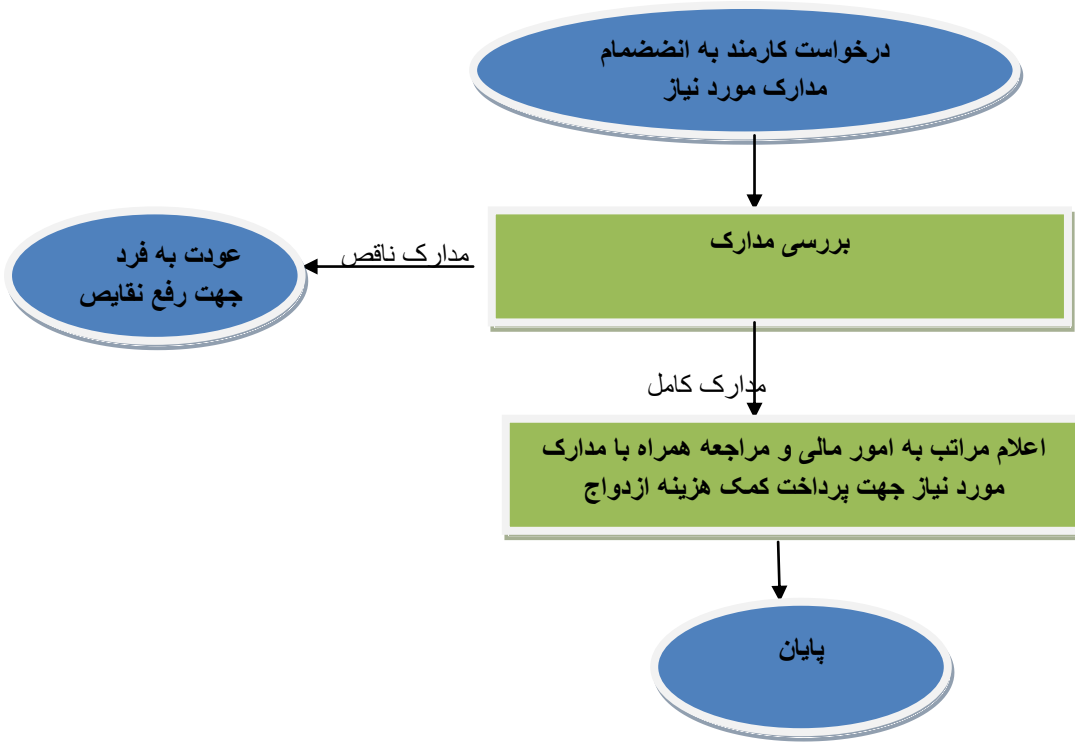 درخواست کارمند به انضضمام
مدارک مورد نیاز
بررسی مدارک
مدارک ناقص
عودت به فرد
جهت رفع نقایص
مدارک کامل
اعلام مراتب به امور مالی و مراجعه همراه با مدارک
مورد نیاز جهت پرداخت کمک هزینه ازدواج
پایان